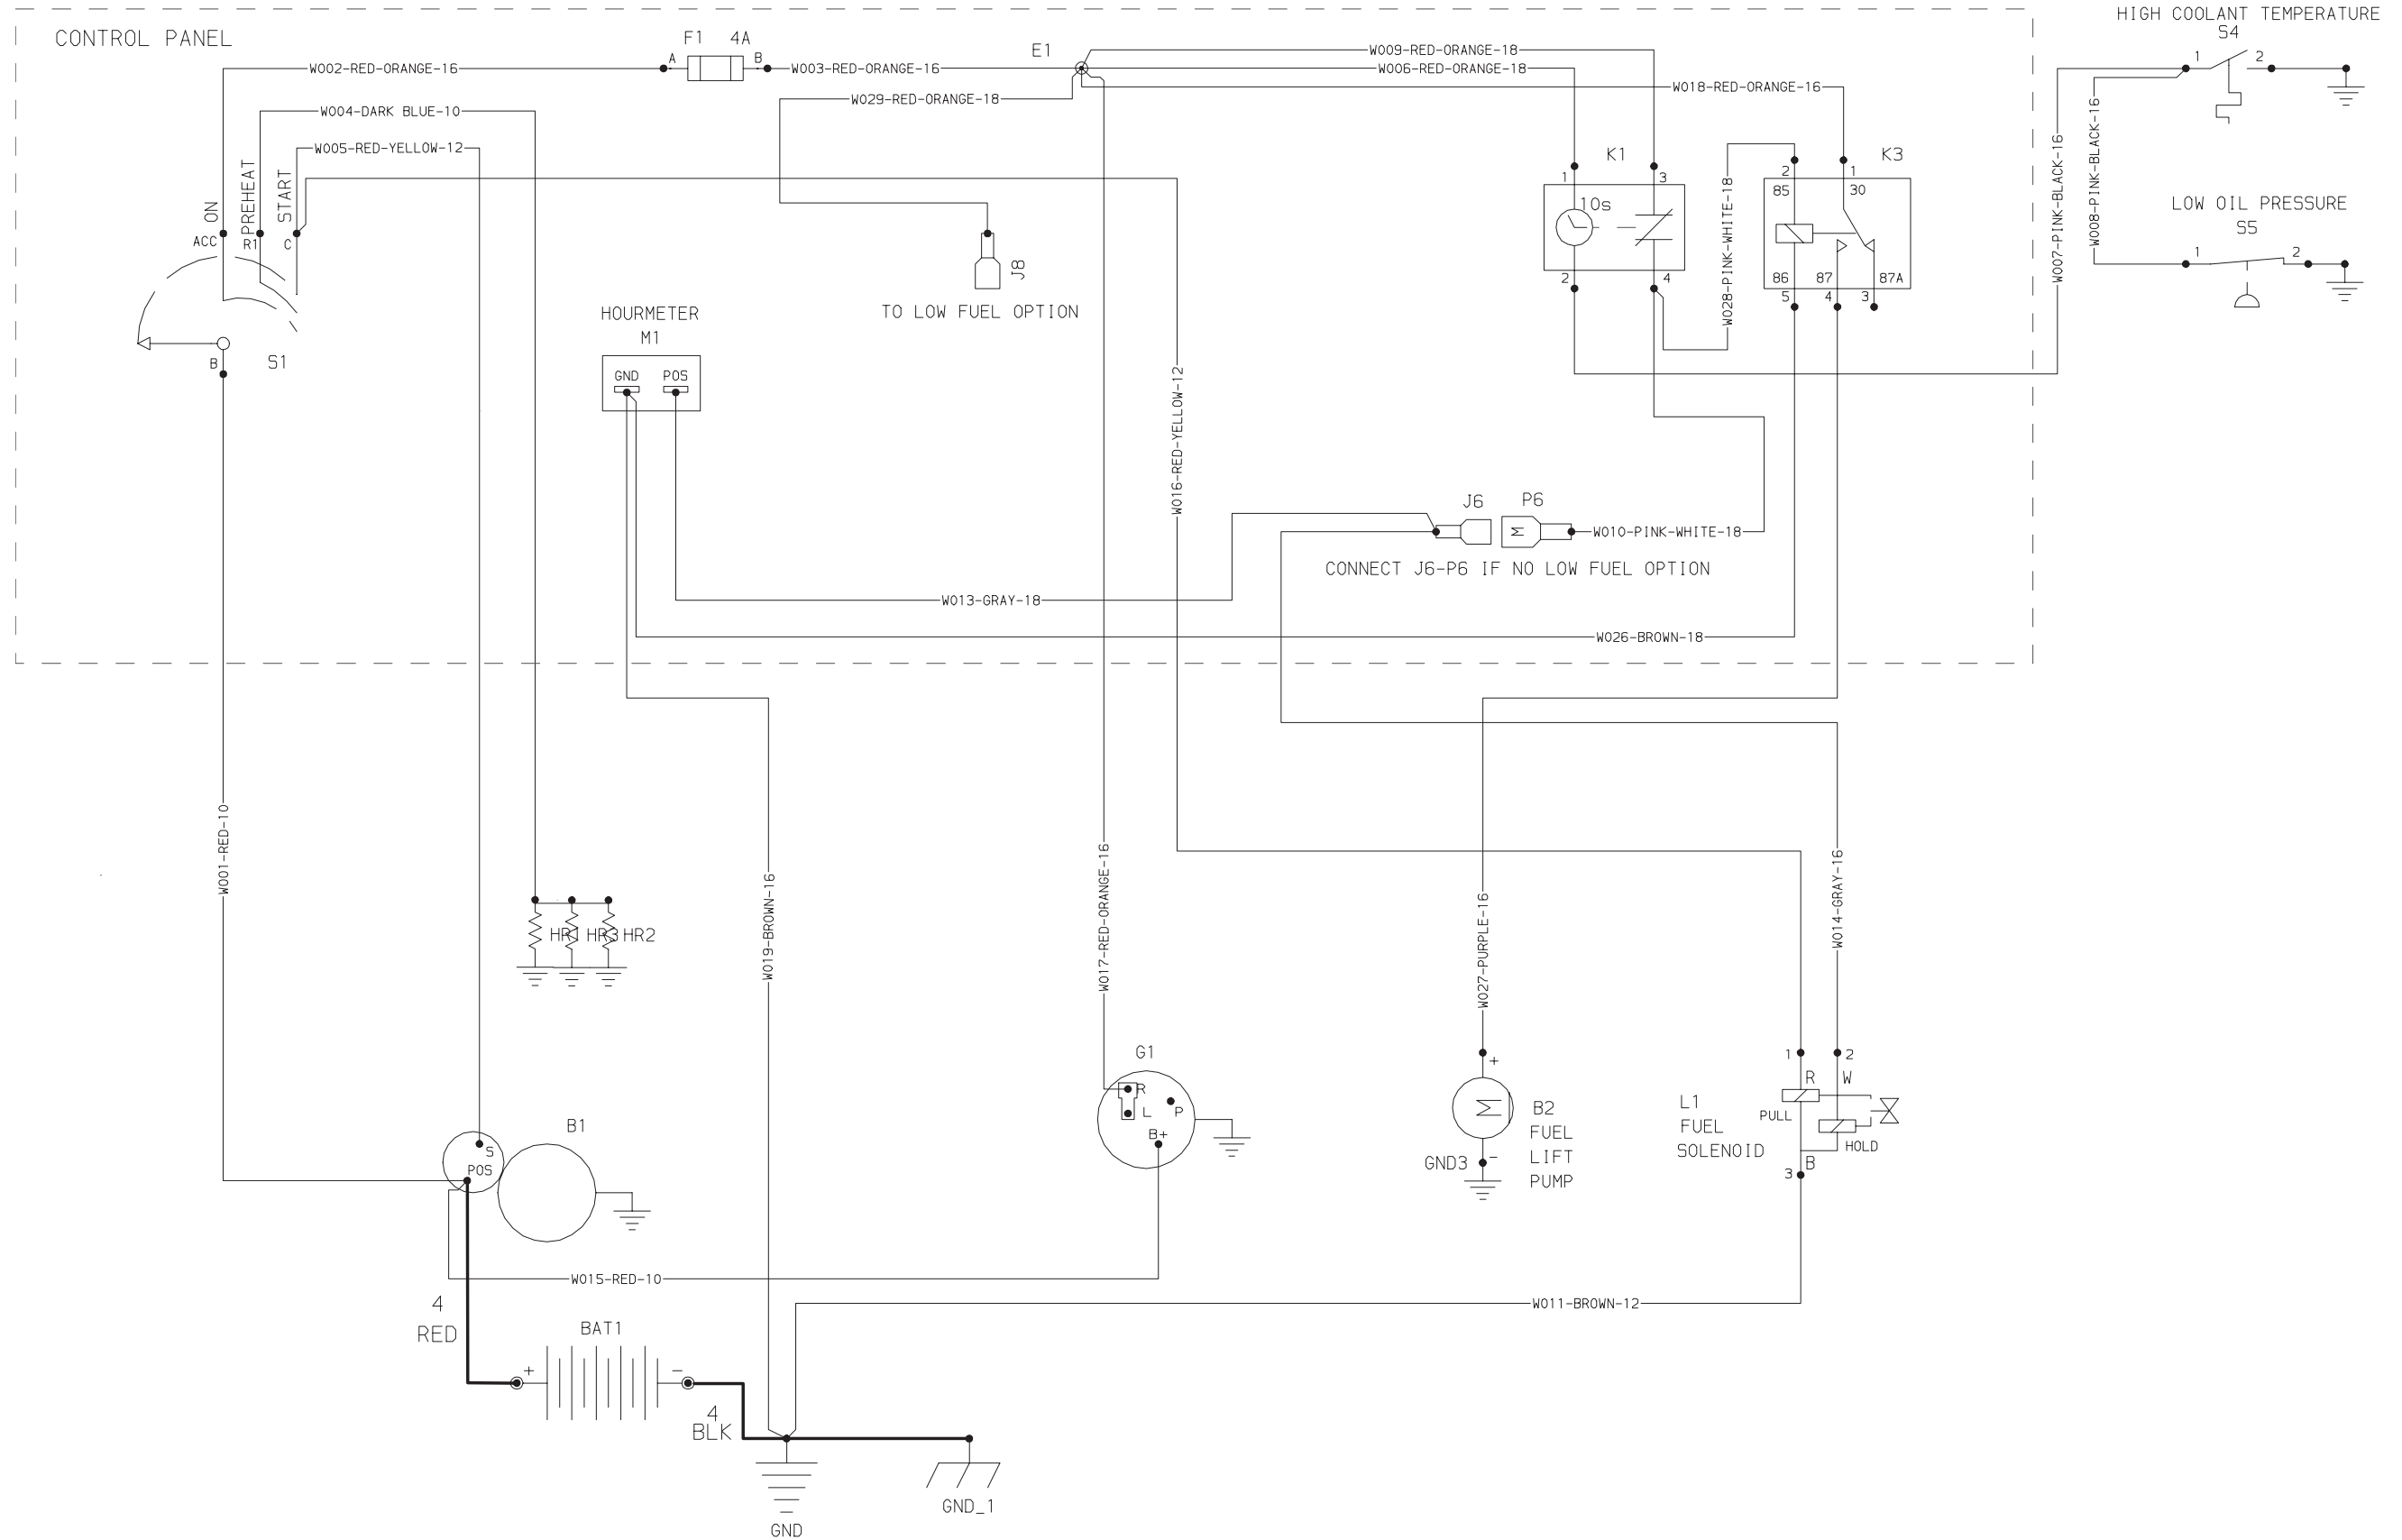 CONTROL PANEL
F1 4A
A
B
E1
W002-RED-ORANGE-16
W003-RED-ORANGE-16
W009-RED-ORANGE-18
W006-RED-ORANGE-18
W018-RED-ORANGE-16
W029-RED-ORANGE-18
W004-DARK BLUE-10
W005-RED-YELLOW-12
HIGH COOLANT TEMPERATURE
S4
1
2
ON
PREHEAT
START
ACC
R1
C
B
S1
K1
1
3
10s
2
4
W028-PINK-WHITE-18
K3
2
1
85
30
86
87
87A
5
4
3
W007-PINK-BLACK-16
W008-PINK-BLACK-16
LOW OIL PRESSURE
S5
1
2
J8
TO LOW FUEL OPTION
HOURMETER
M1
GND
POS
W016-RED-YELLOW-12
J6
P6
M
W010-PINK-WHITE-18
CONNECT J6-P6 IF NO LOW FUEL OPTION
W013-GRAY-18
W026-BROWN-18
W001-RED-10
HR1
HR3
HR2
W019-BROWN-16
W017-RED-ORANGE-16
W027-PURPLE-16
W014-GRAY-16
G1
R
L
P
B+
+
M
B2
FUEL
LIFT
PUMP
GND3
-
1
2
R
W
L1
FUEL
SOLENOID
PULL
HOLD
B
3
B1
S
POS
W015-RED-10
W011-BROWN-12
4
RED
BAT1
+
-
4
BLK
GND_1
GND